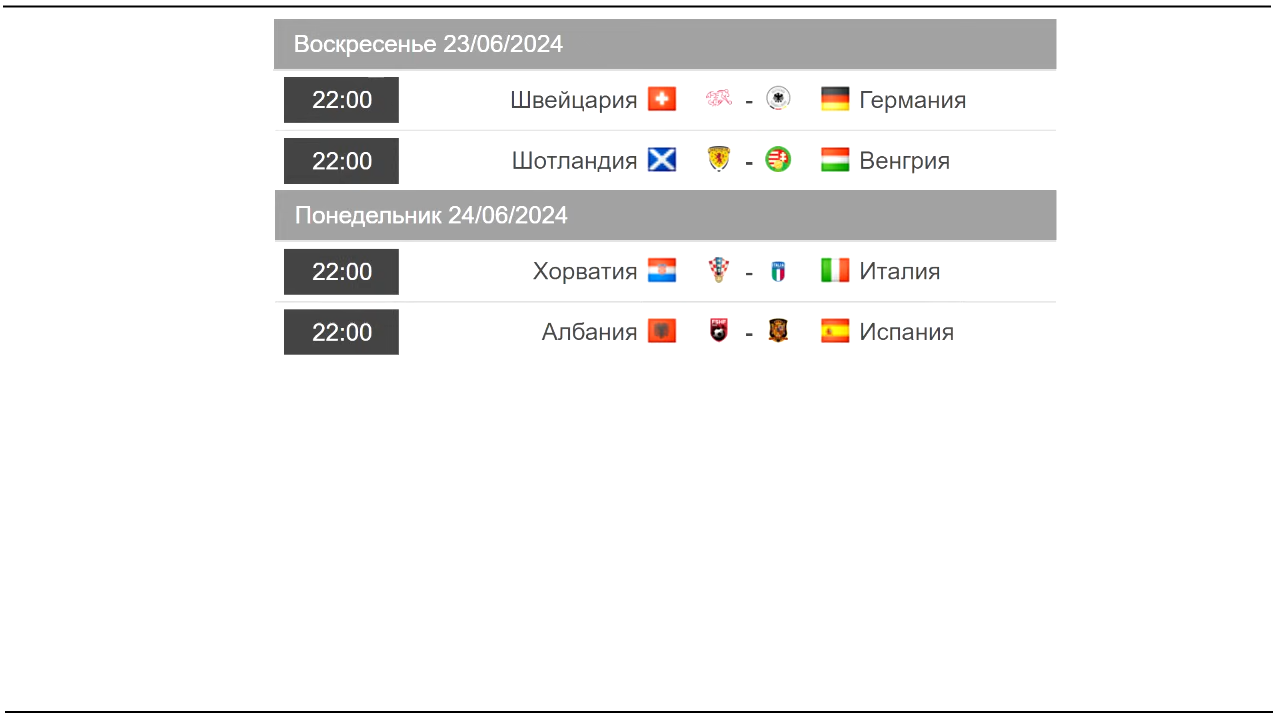 Воскресенье 23/06/2024
22:00 Швейцария - Германия
22:00 Шотландия - Венгрия
Понедельник 24/06/2024
22:00 Хорватия - Италия
22:00 Албания - Испания